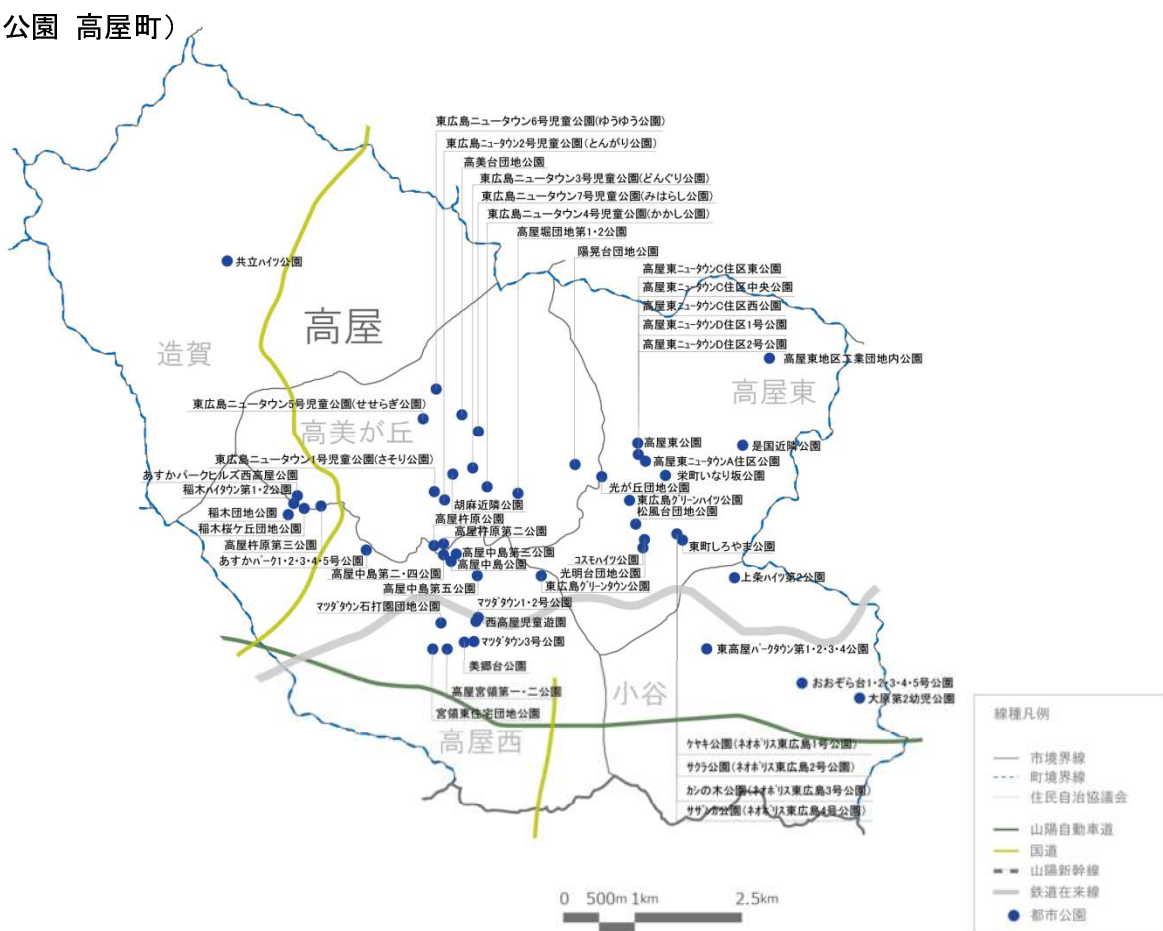 公園 高屋町）
東広島ニュータウン6号児童公園(ゆうゆう公園)
東広島ニュータウン2号児童公園(とんがり公園)
高美台団地公園
東広島ニュータウン3号児童公園(どんぐり公園)
東広島ニュータウン7号児童公園(みはらし公園)
東広島ニュータウン4号児童公園(かかし公園)
高屋堀団地第1・2公園
陽晃台団地公園
共立ハイツ公園
高屋東ニュータウンC住区東公園
高屋東ニュータウンC住区中央公園
高屋東ニュータウンC住区西公園
高屋東ニュータウンD住区1号公園
高屋東ニュータウンD住区2号公園
高屋
造賀
高屋東地区工業団地内公園
高屋東
東広島ニュータウン5号児童公園(せせらぎ公園)
高美が丘
高屋東公園
是国近隣公園
東広島ニュータウン1号児童公園(さそり公園)
高屋東ニュータウンA住区公園
あすかパークヒルズ西高屋公園
栄町いなり坂公園
稲木ハイタウン第1・2公園
光が丘団地公園
胡麻近隣公園
東広島グリーンハイツ公園
稲木団地公園
高屋杵原公園
松風台団地公園
稲木桜ケ丘団地公園
高屋杵原第二公園
高屋杵原第三公園
高屋中島第三公園
東町しろやま公園
あすかパーク1・2・3・4・5号公園
高屋中島公園
コスモハイツ公園
高屋中島第二・四公園
光明台団地公園
上条ハイツ第2公園
高屋中島第五公園
東広島グリーンタウン公園
マツダタウン石打園団地公園
マツダタウン1・2号公園
西高屋児童遊園
マツダタウン3号公園
東高屋パークタウン第1・2・3・4公園
美郷台公園
小谷
おおぞら台1・2・3・4・5号公園
高屋宮領第一・二公園
大原第2幼児公園
宮領東住宅団地公園
高屋西
ケヤキ公園(ネオポリス東広島1号公園)
サクラ公園(ネオポリス東広島2号公園)
カシの木公園(ネオポリス東広島3号公園)
サザンカ公園(ネオポリス東広島4号公園)
線種凡例
市境界線
町境界線
住民自治協議会
山陽自動車道
国道
山陽新幹線
鉄道在来線
都市公園
0 500m 1km 2.5km